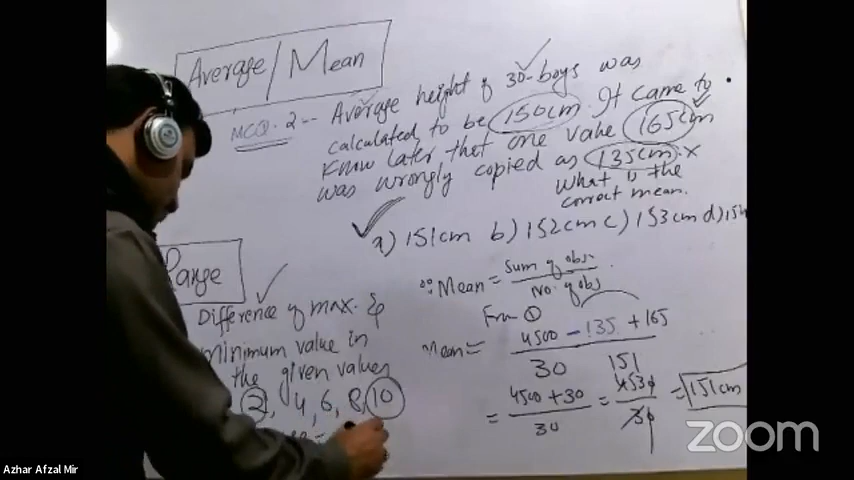 Average/Mean
MCQ. 2 -- Average height of 30-boys was
calculated to be 150cm. It came to
know later that one value 165cm
was wrongly copied as 135cm. x
What is the
correct mean.
a) 151cm b) 152cm c) 153cm d) 154
Range
Difference of max. &
minimum value in
the given values
2, 4, 6, 8, 10
∵ Mean = Sum of obs.
No. of obs
From ①
Mean = 4500 - 135 + 165
30
= 4500 + 30 = 4530 = 151cm
30 30
151
zoom
Azhar Afzal Mir